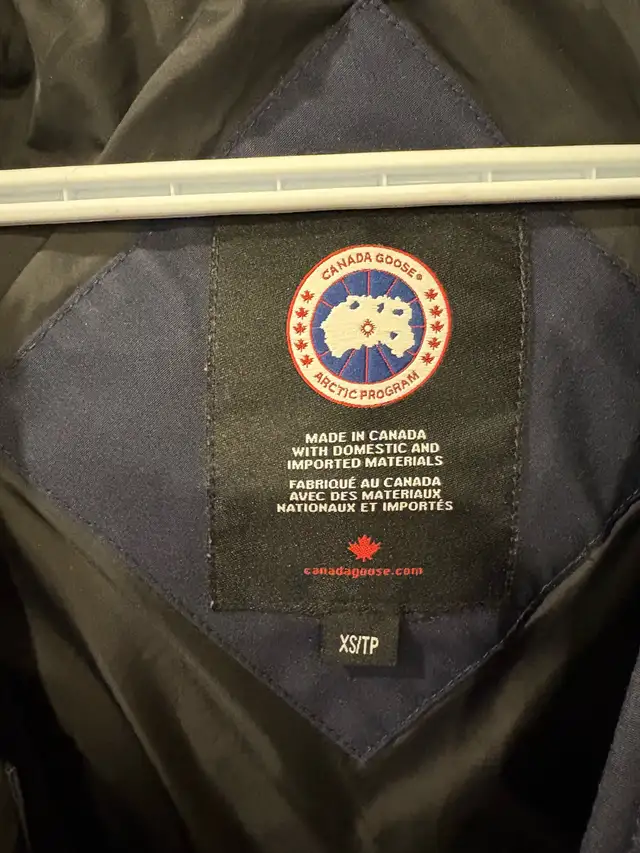 CANADA GOOSE®
ARCTIC PROGRAM
MADE IN CANADA
WITH DOMESTIC AND
IMPORTED MATERIALS
FABRIQUÉ AU CANADA
AVEC DES MATERIAUX
NATIONAUX ET IMPORTÉS
canadagoose.com
XS/TP